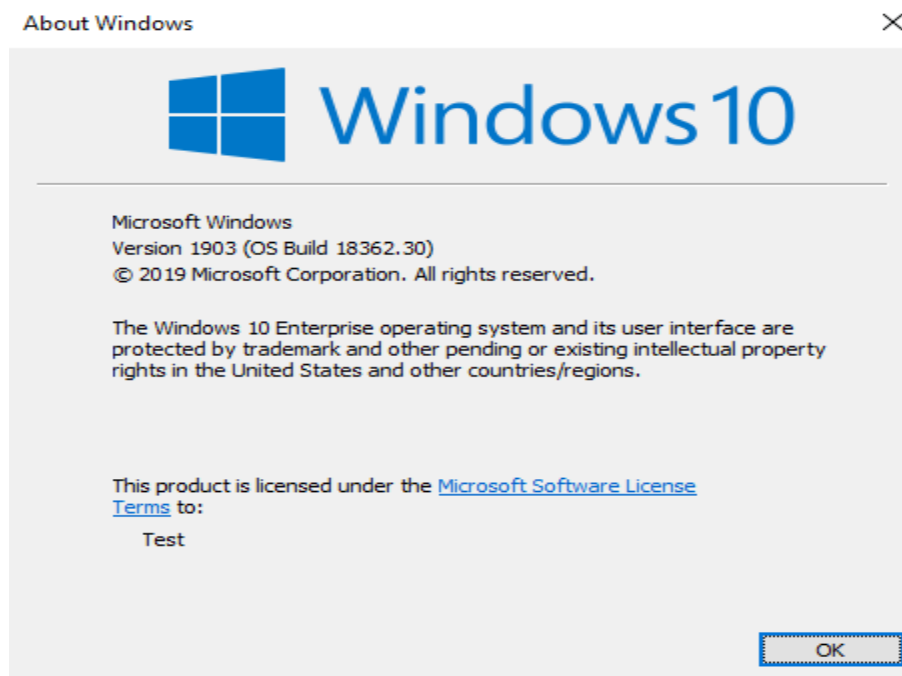 About Windows
Windows 10
Microsoft Windows
Version 1903 (OS Build 18362.30)
© 2019 Microsoft Corporation. All rights reserved.
The Windows 10 Enterprise operating system and its user interface are
protected by trademark and other pending or existing intellectual property
rights in the United States and other countries/regions.
This product is licensed under the Microsoft Software License
Terms to:
Test
OK